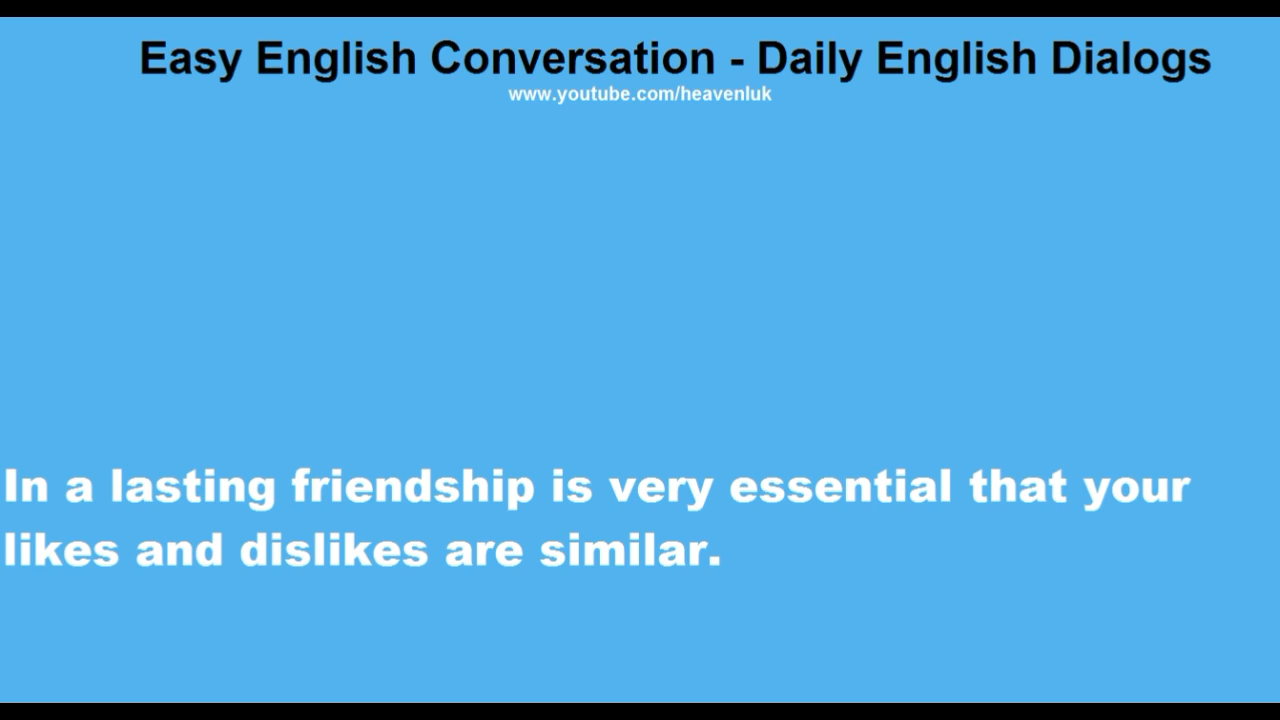 Easy English Conversation - Daily English Dialogs
www.youtube.com/heavenluk
In a lasting friendship is very essential that your
likes and dislikes are similar.